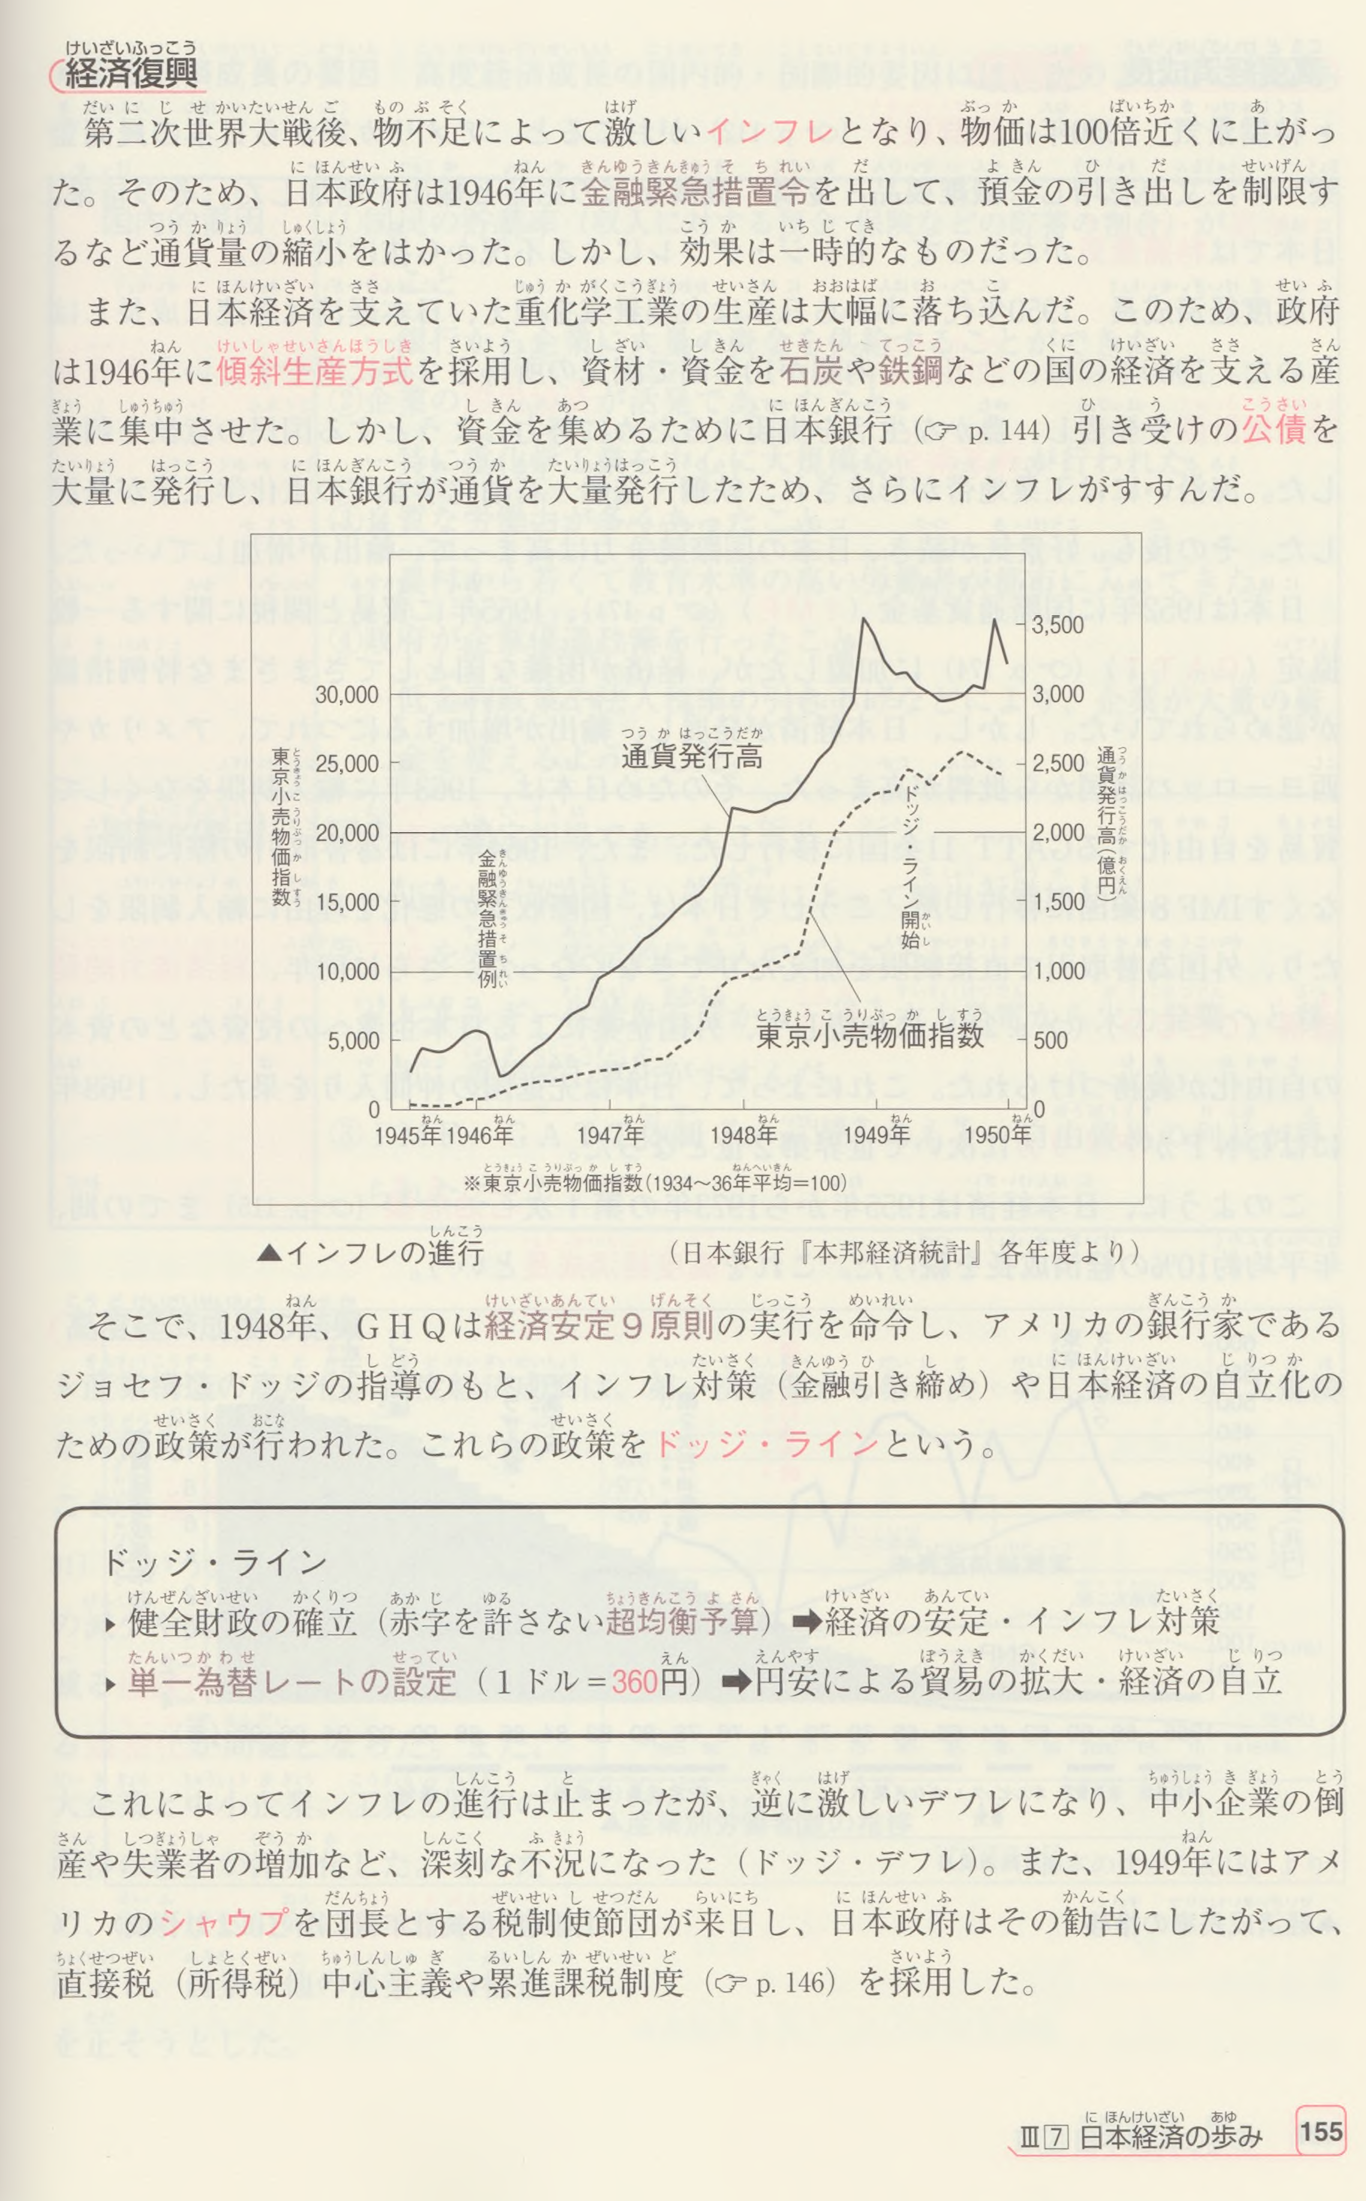 経済復興
第二次世界大戦後、物不足によって激しいインフレとなり、物価は100倍近くに上がっ
た。そのため、日本政府は1946年に金融緊急措置令を出して、預金の引き出しを制限す
るなど通貨量の縮小をはかった。しかし、効果は一時的なものだった。
また、日本経済を支えていた重化学工業の生産は大幅に落ち込んだ。このため、政府
は1946年に傾斜生産方式を採用し、資材・資金を石炭や鉄鋼などの国の経済を支える産
業に集中させた。しかし、資金を集めるために日本銀行（☞ p. 144）引き受けの公債を
大量に発行し、日本銀行が通貨を大量発行したため、さらにインフレがすすんだ。
東京小売物価指数
30,000
25,000
20,000
15,000
10,000
5,000
0
金融緊急措置例
通貨発行高
東京小売物価指数
ドッジ・ライン開始
3,500
3,000
2,500
2,000
1,500
1,000
500
0
通貨発行高（億円）
1945年 1946年 1947年 1948年 1949年 1950年
※東京小売物価指数（1934〜36年平均＝100）
▲インフレの進行 （日本銀行『本邦経済統計』各年度より）
そこで、1948年、ＧＨＱは経済安定９原則の実行を命令し、アメリカの銀行家である
ジョセフ・ドッジの指導のもと、インフレ対策（金融引き締め）や日本経済の自立化の
ための政策が行われた。これらの政策をドッジ・ラインという。
ドッジ・ライン
▸ 健全財政の確立（赤字を許さない超均衡予算）➡経済の安定・インフレ対策
▸ 単一為替レートの設定（１ドル＝360円）➡円安による貿易の拡大・経済の自立
これによってインフレの進行は止まったが、逆に激しいデフレになり、中小企業の倒
産や失業者の増加など、深刻な不況になった（ドッジ・デフレ）。また、1949年にはアメ
リカのシャウプを団長とする税制使節団が来日し、日本政府はその勧告にしたがって、
直接税（所得税）中心主義や累進課税制度（☞ p. 146）を採用した。
Ⅲ 7 日本経済の歩み 155